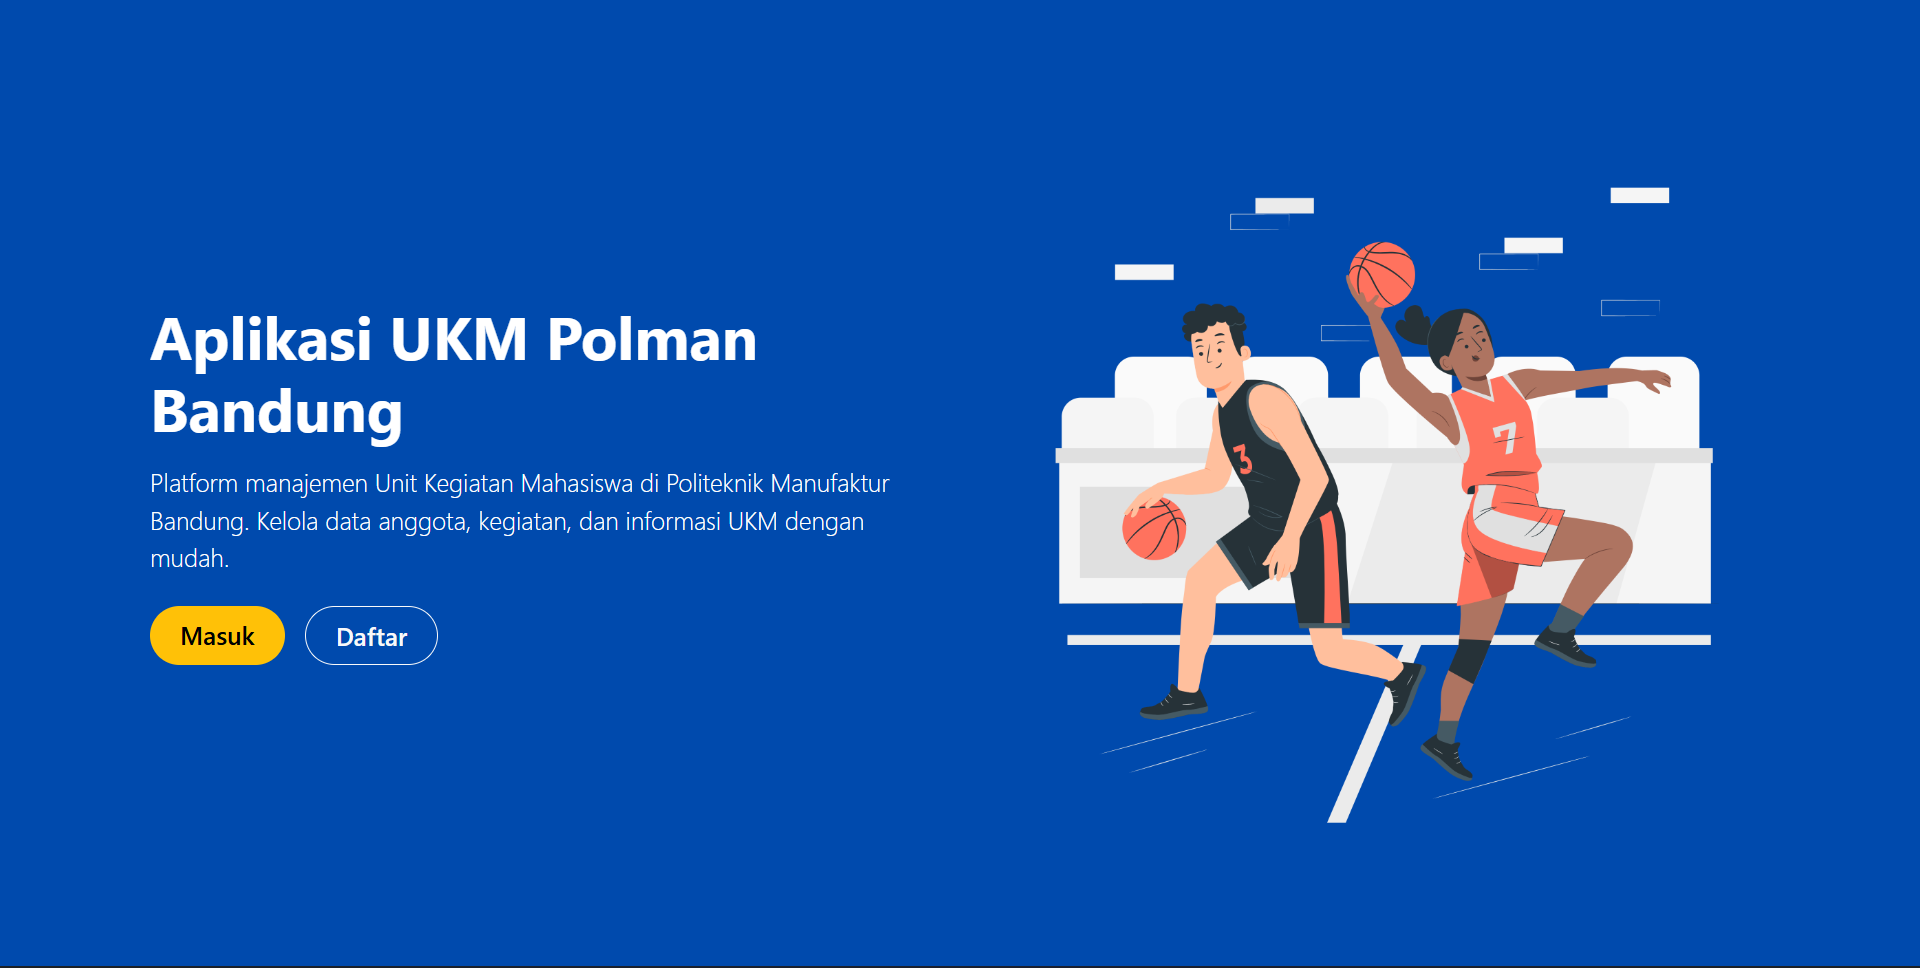 Aplikasi UKM Polman
Bandung
Platform manajemen Unit Kegiatan Mahasiswa di Politeknik Manufaktur
Bandung. Kelola data anggota, kegiatan, dan informasi UKM dengan
mudah.
Masuk
Daftar
3
7